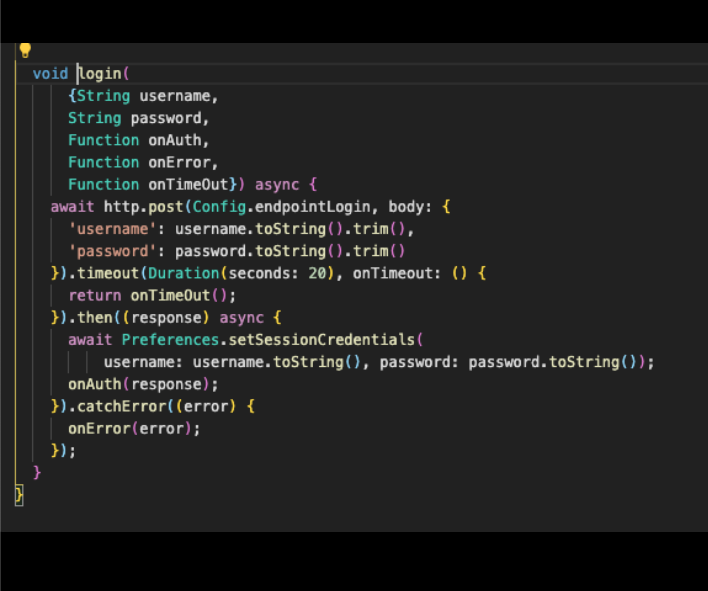 void login(
{String username,
String password,
Function onAuth,
Function onError,
Function onTimeOut}) async {
await http.post(Config.endpointLogin, body: {
'username': username.toString().trim(),
'password': password.toString().trim()
}).timeout(Duration(seconds: 20), onTimeout: () {
return onTimeOut();
}).then((response) async {
await Preferences.setSessionCredentials(
username: username.toString(), password: password.toString());
onAuth(response);
}).catchError((error) {
onError(error);
});
}
}